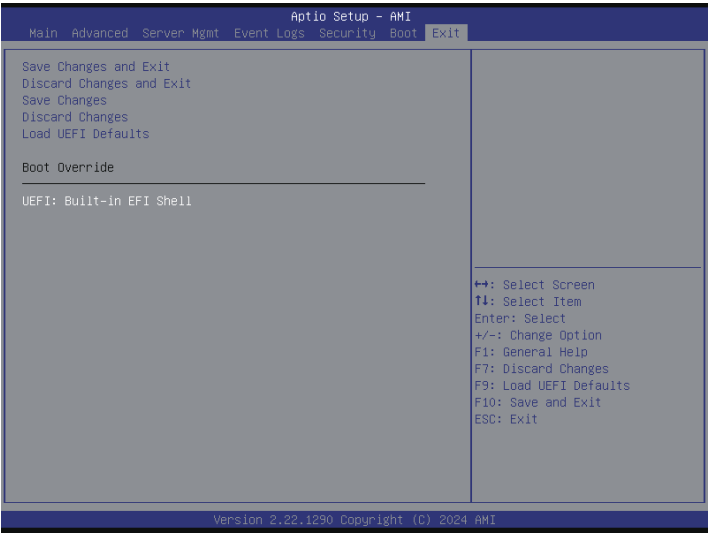 Aptio Setup - AMI
Main Advanced Server Mgmt Event Logs Security Boot Exit
Save Changes and Exit
Discard Changes and Exit
Save Changes
Discard Changes
Load UEFI Defaults
Boot Override
UEFI: Built-in EFI Shell
↔: Select Screen
↑↓: Select Item
Enter: Select
+/-: Change Option
F1: General Help
F7: Discard Changes
F9: Load UEFI Defaults
F10: Save and Exit
ESC: Exit
Version 2.22.1290 Copyright (C) 2024 AMI